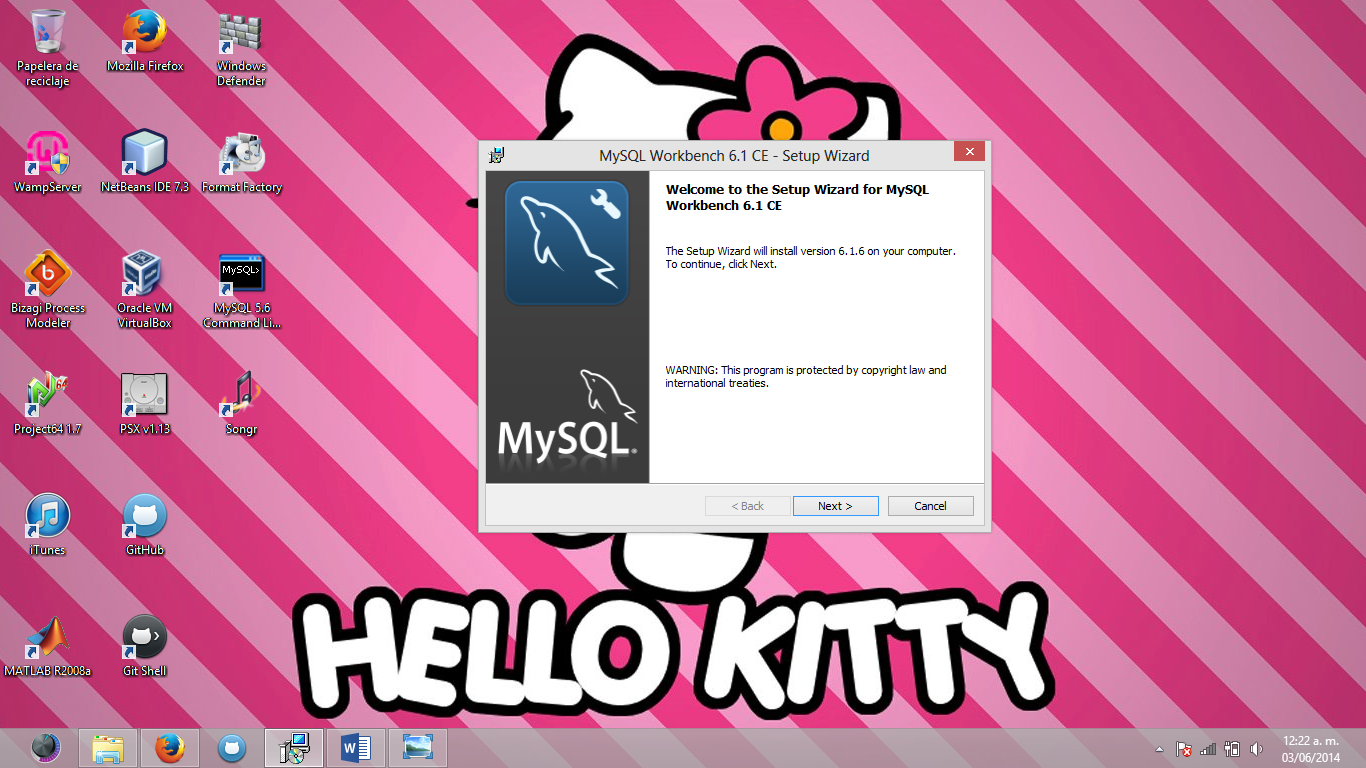 Papelera de
reciclaje
Mozilla Firefox
Windows
Defender
WampServer
NetBeans IDE 7.3
Format Factory
Bizagi Process
Modeler
Oracle VM
VirtualBox
MySQL>
MySQL 5.6
Command Li...
64
Project64 1.7
PSX v1.13
Songr
iTunes
GitHub
MATLAB R2008a
Git Shell
MySQL Workbench 6.1 CE - Setup Wizard
Welcome to the Setup Wizard for MySQL
Workbench 6.1 CE
The Setup Wizard will install version 6.1.6 on your computer.
To continue, click Next.
WARNING: This program is protected by copyright law and
international treaties.
MySQL®
< Back
Next >
Cancel
HELLO KITTY
12:22 a. m.
03/06/2014